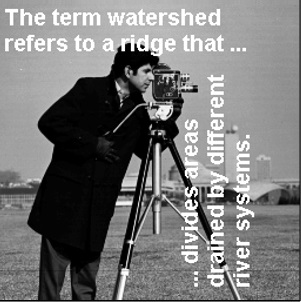 The term watershed
refers to a ridge that ...
... divides areas
drained by different
river systems.